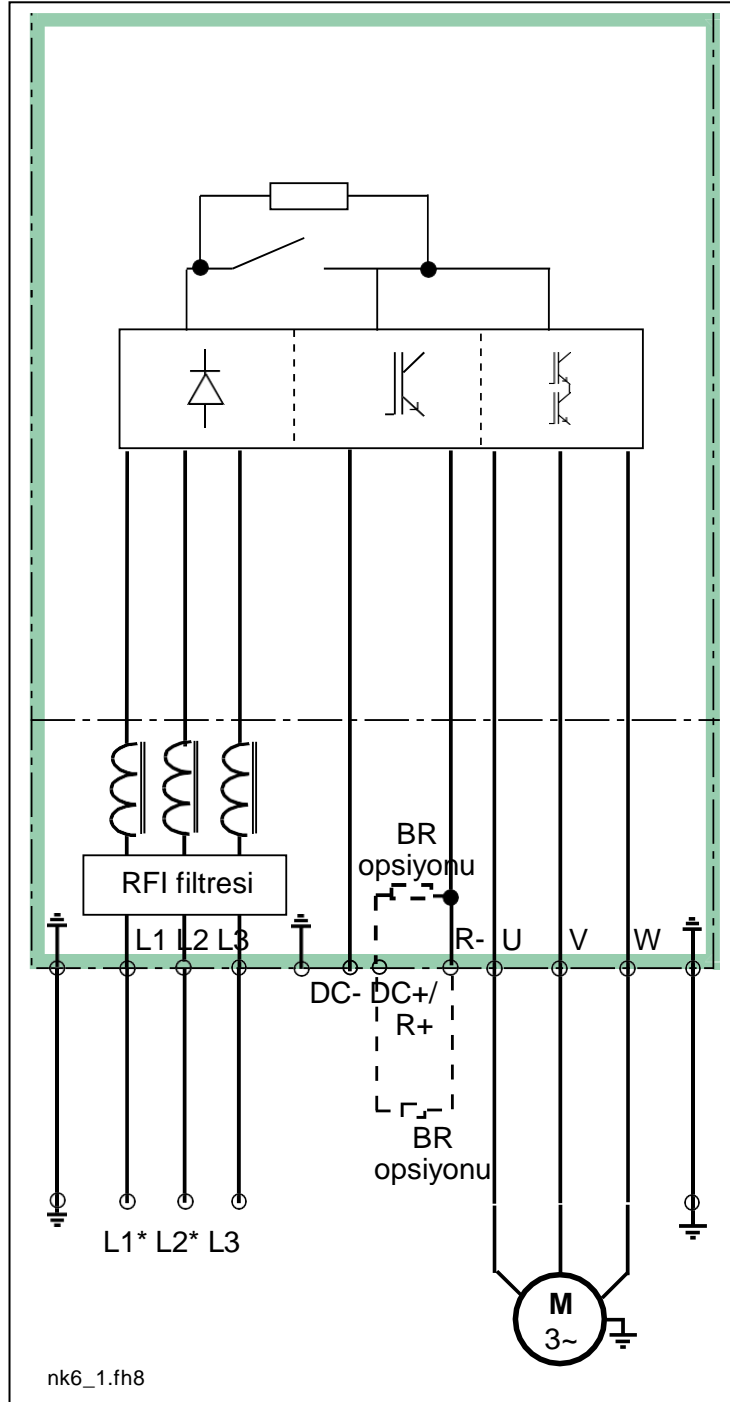 BR
opsiyonu
RFI filtresi
L1 L2 L3
R- U V W
DC- DC+/
R+
BR
opsiyonu
L1* L2* L3
M
3~
nk6_1.fh8